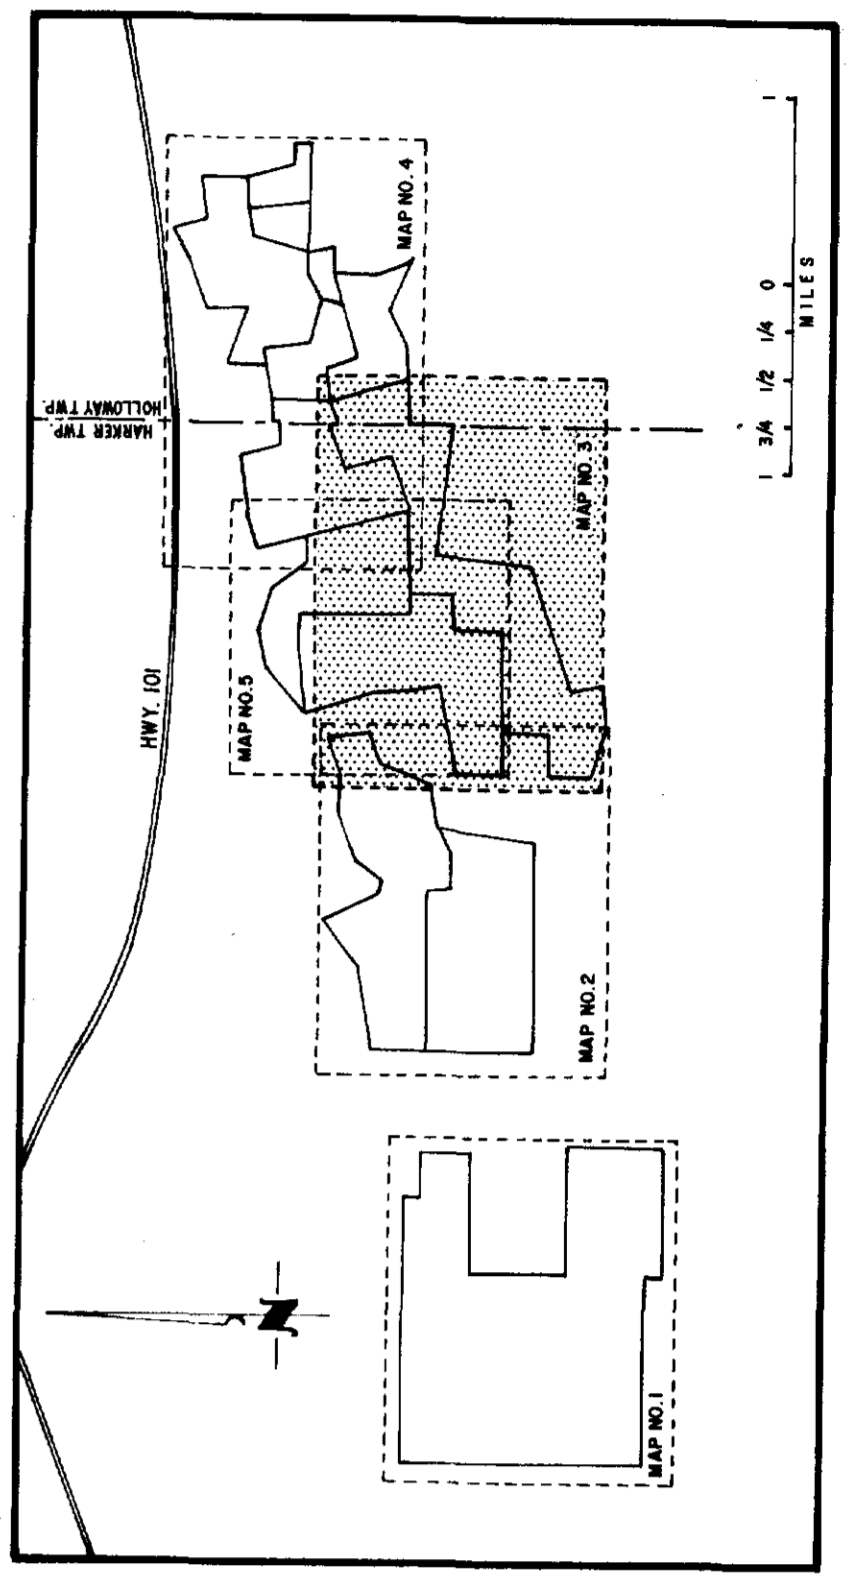 HWY. 101
HARKER TWP.
HOLLOWAY TWP.
MAP NO. 4
MAP NO. 5
MAP NO. 3
MAP NO. 2
MAP NO. 1
N
1 3/4 1/2 1/4 0 1
MILES